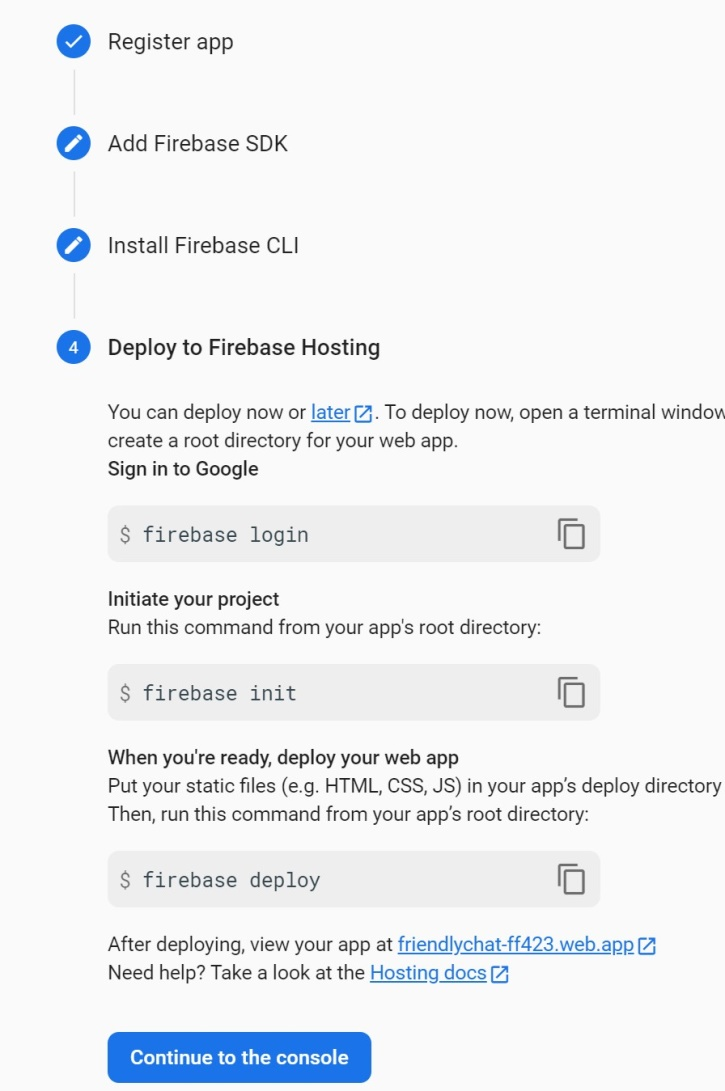 Register app
Add Firebase SDK
Install Firebase CLI
4 Deploy to Firebase Hosting
You can deploy now or later. To deploy now, open a terminal window
create a root directory for your web app.
Sign in to Google
$ firebase login
Initiate your project
Run this command from your app's root directory:
$ firebase init
When you're ready, deploy your web app
Put your static files (e.g. HTML, CSS, JS) in your app’s deploy directory
Then, run this command from your app’s root directory:
$ firebase deploy
After deploying, view your app at friendlychat-ff423.web.app
Need help? Take a look at the Hosting docs
Continue to the console